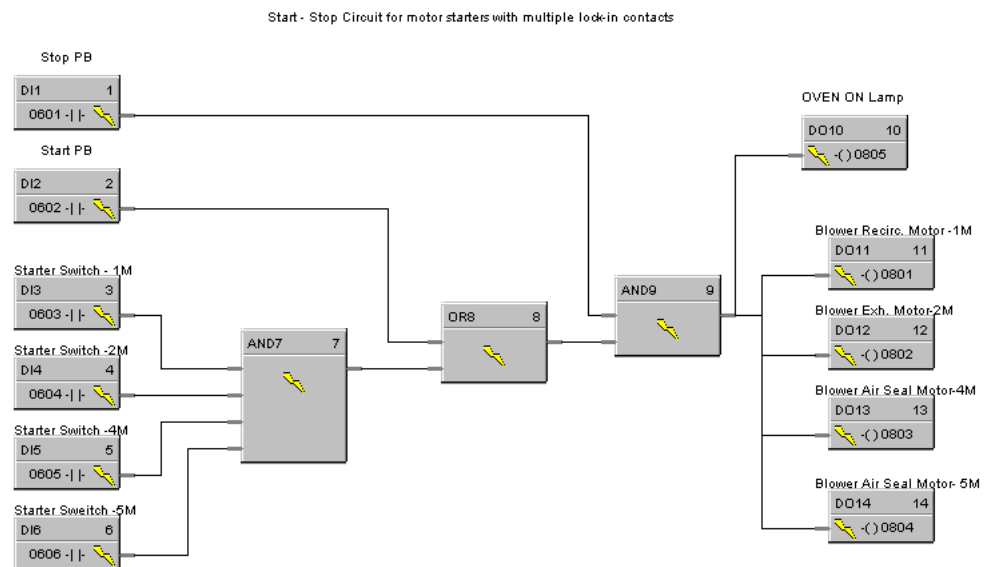 Start - Stop Circuit for motor starters with multiple lock-in contacts
Stop PB
DI1 1
0601 -| |-
Start PB
DI2 2
0602 -| |-
Starter Switch - 1M
DI3 3
0603 -| |-
Starter Switch -2M
DI4 4
0604 -| |-
Starter Switch -4M
DI5 5
0605 -| |-
Starter Sweitch -5M
DI6 6
0606 -| |-
AND7 7
OR8 8
AND9 9
OVEN ON Lamp
DO10 10
-( ) 0805
Blower Recirc. Motor -1M
DO11 11
-( ) 0801
Blower Exh. Motor-2M
DO12 12
-( ) 0802
Blower Air Seal Motor-4M
DO13 13
-( ) 0803
Blower Air Seal Motor- 5M
DO14 14
-( ) 0804